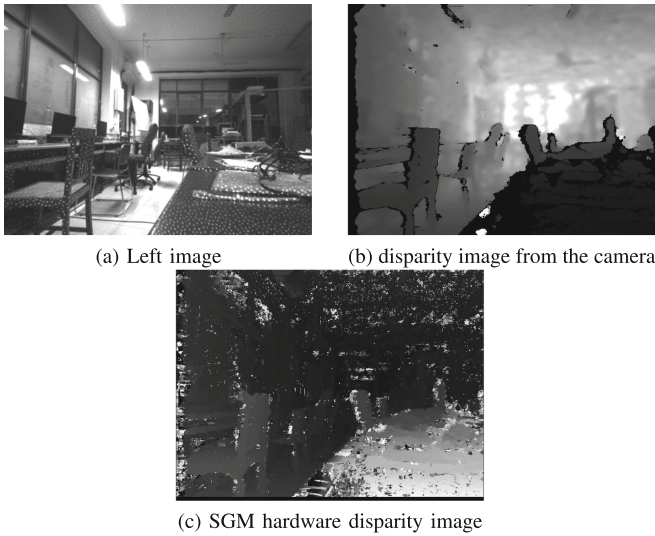 (a) Left image
(b) disparity image from the camera
(c) SGM hardware disparity image